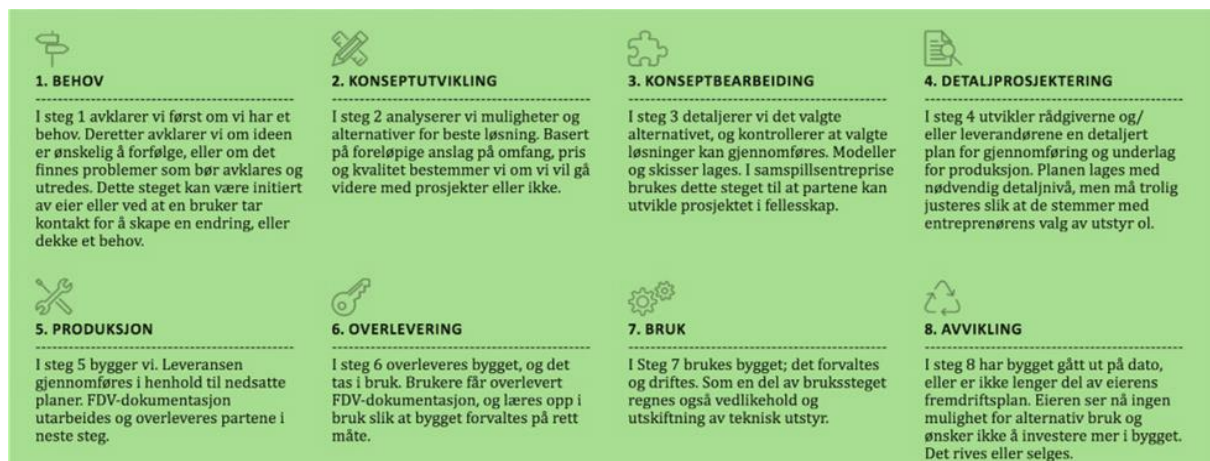 1. BEHOV
I steg 1 avklarer vi først om vi har et
behov. Deretter avklarer vi om ideen
er ønskelig å forfølge, eller om det
finnes problemer som bør avklares og
utredes. Dette steget kan være initiert
av eier eller ved at en bruker tar
kontakt for å skape en endring, eller
dekke et behov.
2. KONSEPTUTVIKLING
I steg 2 analyserer vi muligheter og
alternativer for beste løsning. Basert
på foreløpige anslag på omfang, pris
og kvalitet bestemmer vi om vi vil gå
videre med prosjekter eller ikke.
3. KONSEPTBEARBEIDING
I steg 3 detaljerer vi det valgte
alternativet, og kontrollerer at valgte
løsninger kan gjennomføres. Modeller
og skisser lages. I samspillsentreprise
brukes dette steget til at partene kan
utvikle prosjektet i fellesskap.
4. DETALJPROSJEKTERING
I steg 4 utvikler rådgiverne og/
eller leverandørene en detaljert
plan for gjennomføring og underlag
for produksjon. Planen lages med
nødvendig detaljnivå, men må trolig
justeres slik at de stemmer med
entreprenørens valg av utstyr ol.
5. PRODUKSJON
I steg 5 bygger vi. Leveransen
gjennomføres i henhold til nedsatte
planer. FDV-dokumentasjon
utarbeides og overleveres partene i
neste steg.
6. OVERLEVERING
I steg 6 overleveres bygget, og det
tas i bruk. Brukere får overlevert
FDV-dokumentasjon, og læres opp i
bruk slik at bygget forvaltes på rett
måte.
7. BRUK
I Steg 7 brukes bygget; det forvaltes
og driftes. Som en del av brukssteget
regnes også vedlikehold og
utskiftning av teknisk utstyr.
8. AVVIKLING
I steg 8 har bygget gått ut på dato,
eller er ikke lenger del av eierens
fremdriftsplan. Eieren ser nå ingen
mulighet for alternativ bruk og
ønsker ikke å investere mer i bygget.
Det rives eller selges.